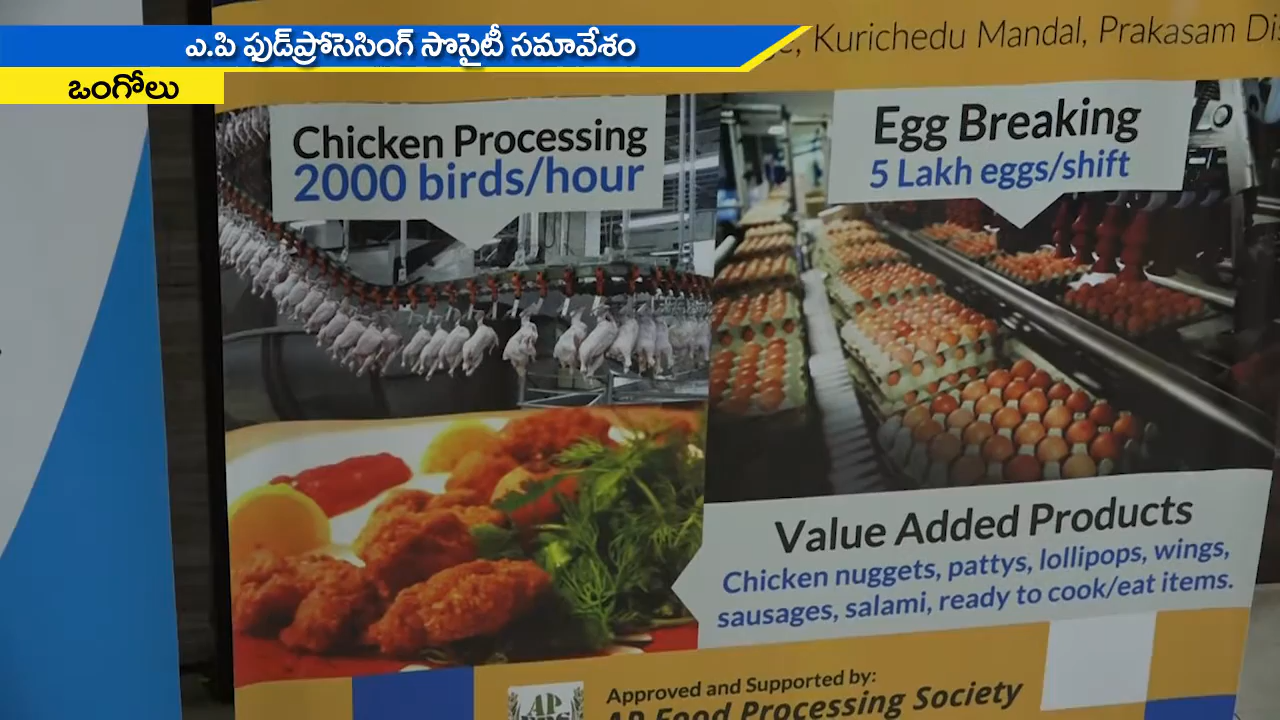 ఎ.పి ఫుడ్‌ప్రోసెసింగ్ సొసైటీ సమావేశం
ఒంగోలు
Kurichedu Mandal, Prakasam
Chicken Processing
2000 birds/hour
Egg Breaking
5 Lakh eggs/shift
Value Added Products
Chicken nuggets, pattys, lollipops, wings,
sausages, salami, ready to cook/eat items.
Approved and Supported by:
AP Food Processing Society
AP